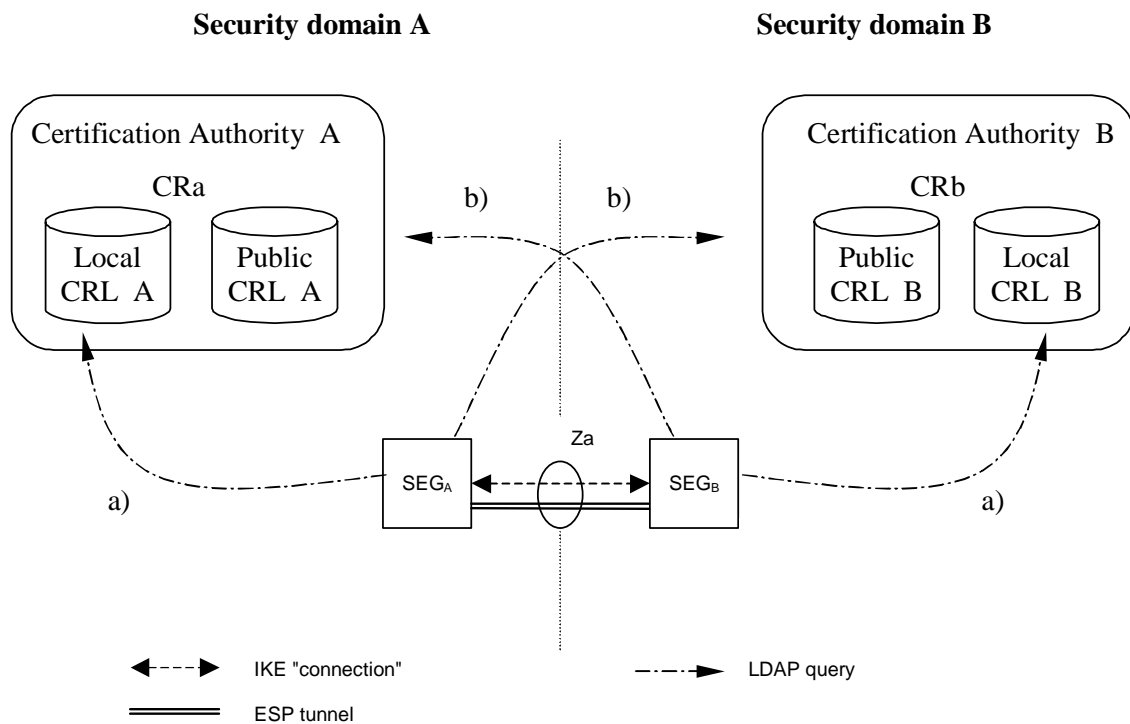 Security domain A
Security domain B
Certification Authority A
Certification Authority B
CRa
CRb
b)
b)
Local
CRL A
Public
CRL A
Public
CRL B
Local
CRL B
Za
SEGA
SEGB
a)
a)
IKE "connection"
LDAP query
ESP tunnel